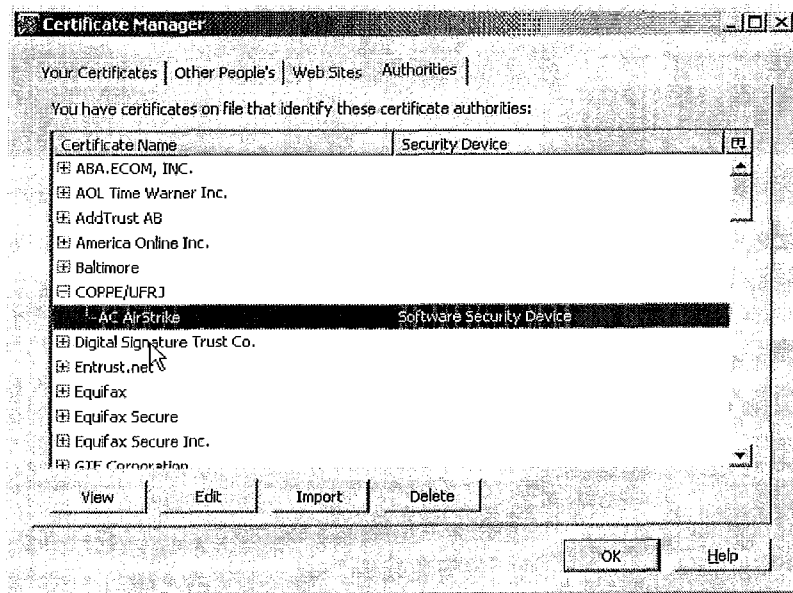 Certificate Manager
Your Certificates Other People's Web Sites Authorities
You have certificates on file that identify these certificate authorities:
Certificate Name Security Device
ABA.ECOM, INC.
AOL Time Warner Inc.
AddTrust AB
America Online Inc.
Baltimore
COPPE/UFRJ
AC AirStrike Software Security Device
Digital Signature Trust Co.
Entrust.net
Equifax
Equifax Secure
Equifax Secure Inc.
GTE Corporation
View Edit Import Delete
OK Help